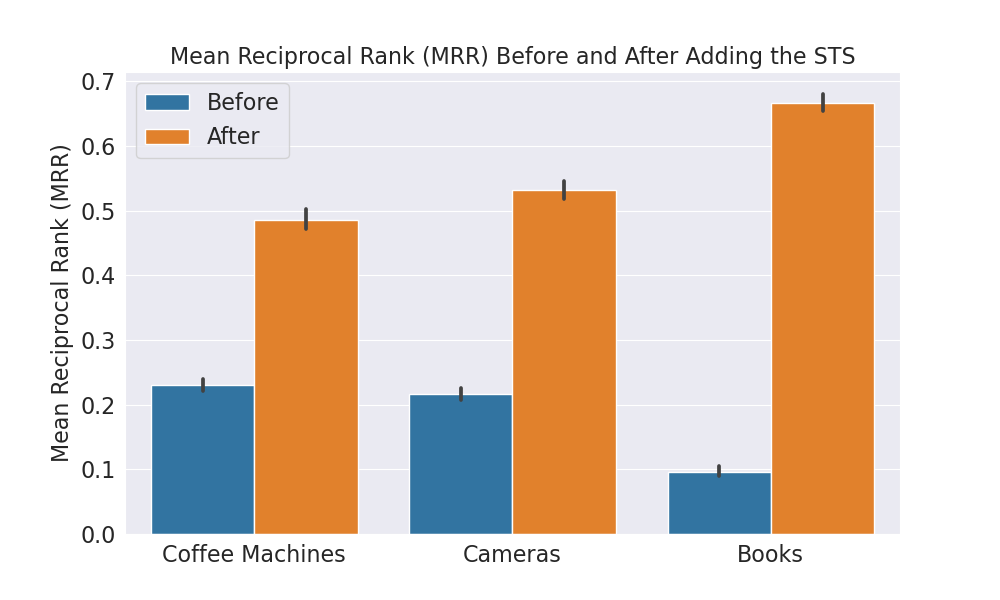 Mean Reciprocal Rank (MRR) Before and After Adding the STS
Mean Reciprocal Rank (MRR)
0.7
0.6
0.5
0.4
0.3
0.2
0.1
0.0
Before
After
Coffee Machines
Cameras
Books